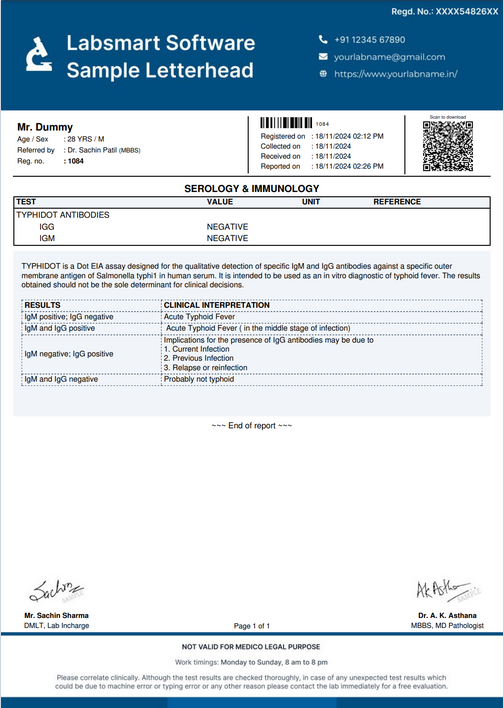 Regd. No.: XXXX54826XX
Labsmart Software
Sample Letterhead
+91 12345 67890
yourlabname@gmail.com
https://www.yourlabname.in/
Mr. Dummy
Age / Sex : 28 YRS / M
Referred by : Dr. Sachin Patil (MBBS)
Reg. no. : 1084
1084
Registered on : 18/11/2024 02:12 PM
Collected on : 18/11/2024
Received on : 18/11/2024
Reported on : 18/11/2024 02:26 PM
Scan to download
SEROLOGY & IMMUNOLOGY
TEST VALUE UNIT REFERENCE
TYPHIDOT ANTIBODIES
IGG NEGATIVE
IGM NEGATIVE
TYPHIDOT is a Dot EIA assay designed for the qualitative detection of specific IgM and IgG antibodies against a specific outer
membrane antigen of Salmonella typhi1 in human serum. It is intended to be used as an in vitro diagnostic of typhoid fever. The results
obtained should not be the sole determinant for clinical decisions.
RESULTS CLINICAL INTERPRETATION
IgM positive; IgG negative Acute Typhoid Fever
IgM and IgG positive Acute Typhoid Fever ( in the middle stage of infection)
IgM negative; IgG positive Implications for the presence of IgG antibodies may be due to
1. Current Infection
2. Previous Infection
3. Relapse or reinfection
IgM and IgG negative Probably not typhoid
~~~ End of report ~~~
Sachin
SAMPLE
Ak Astha
SAMPLE
Mr. Sachin Sharma
DMLT, Lab Incharge
Page 1 of 1
Dr. A. K. Asthana
MBBS, MD Pathologist
NOT VALID FOR MEDICO LEGAL PURPOSE
Work timings: Monday to Sunday, 8 am to 8 pm
Please correlate clinically. Although the test results are checked thoroughly, in case of any unexpected test results which
could be due to machine error or typing error or any other reason please contact the lab immediately for a free evaluation.